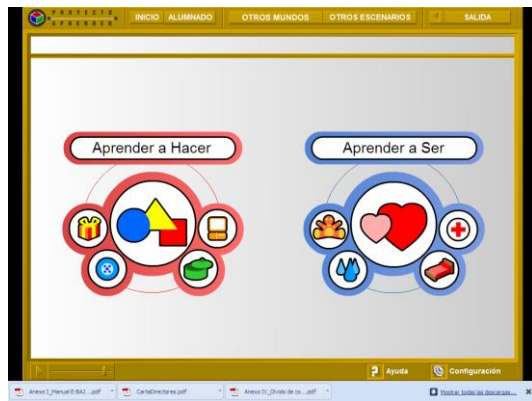 PROYECTO
APRENDER
INICIO ALUMNADO OTROS MUNDOS OTROS ESCENARIOS SALIDA
Aprender a Hacer Aprender a Ser
Ayuda Configuración
Anexo I_Manual E-BA1 ....pdf CartaDirectores.pdf Anexo IV_Olvido de co ....pdf Mostrar todas las descargas...